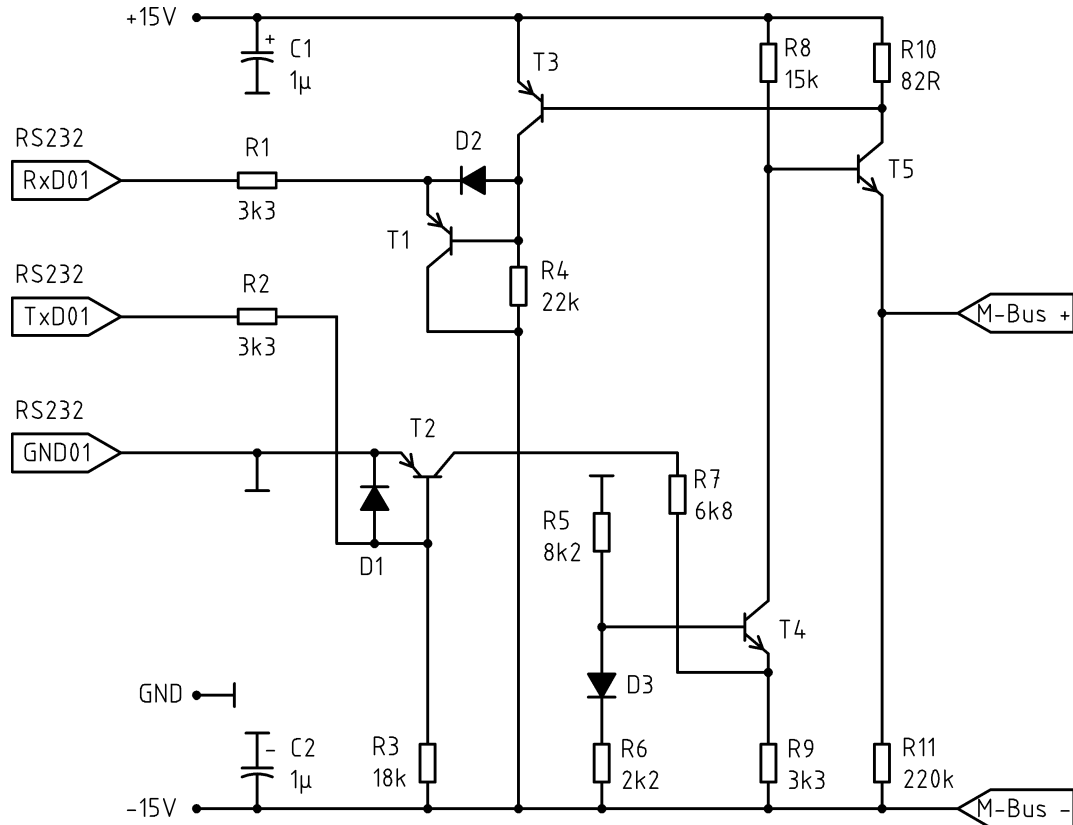 +15V
C1
1µ
+
T3
R8
15k
R10
82R
RS232
RxD01
R1
3k3
D2
T5
T1
RS232
TxD01
R2
3k3
R4
22k
M-Bus +
RS232
GND01
T2
R7
6k8
R5
8k2
D1
T4
D3
GND
C2
1µ
-
R3
18k
R6
2k2
R9
3k3
R11
220k
-15V
M-Bus -